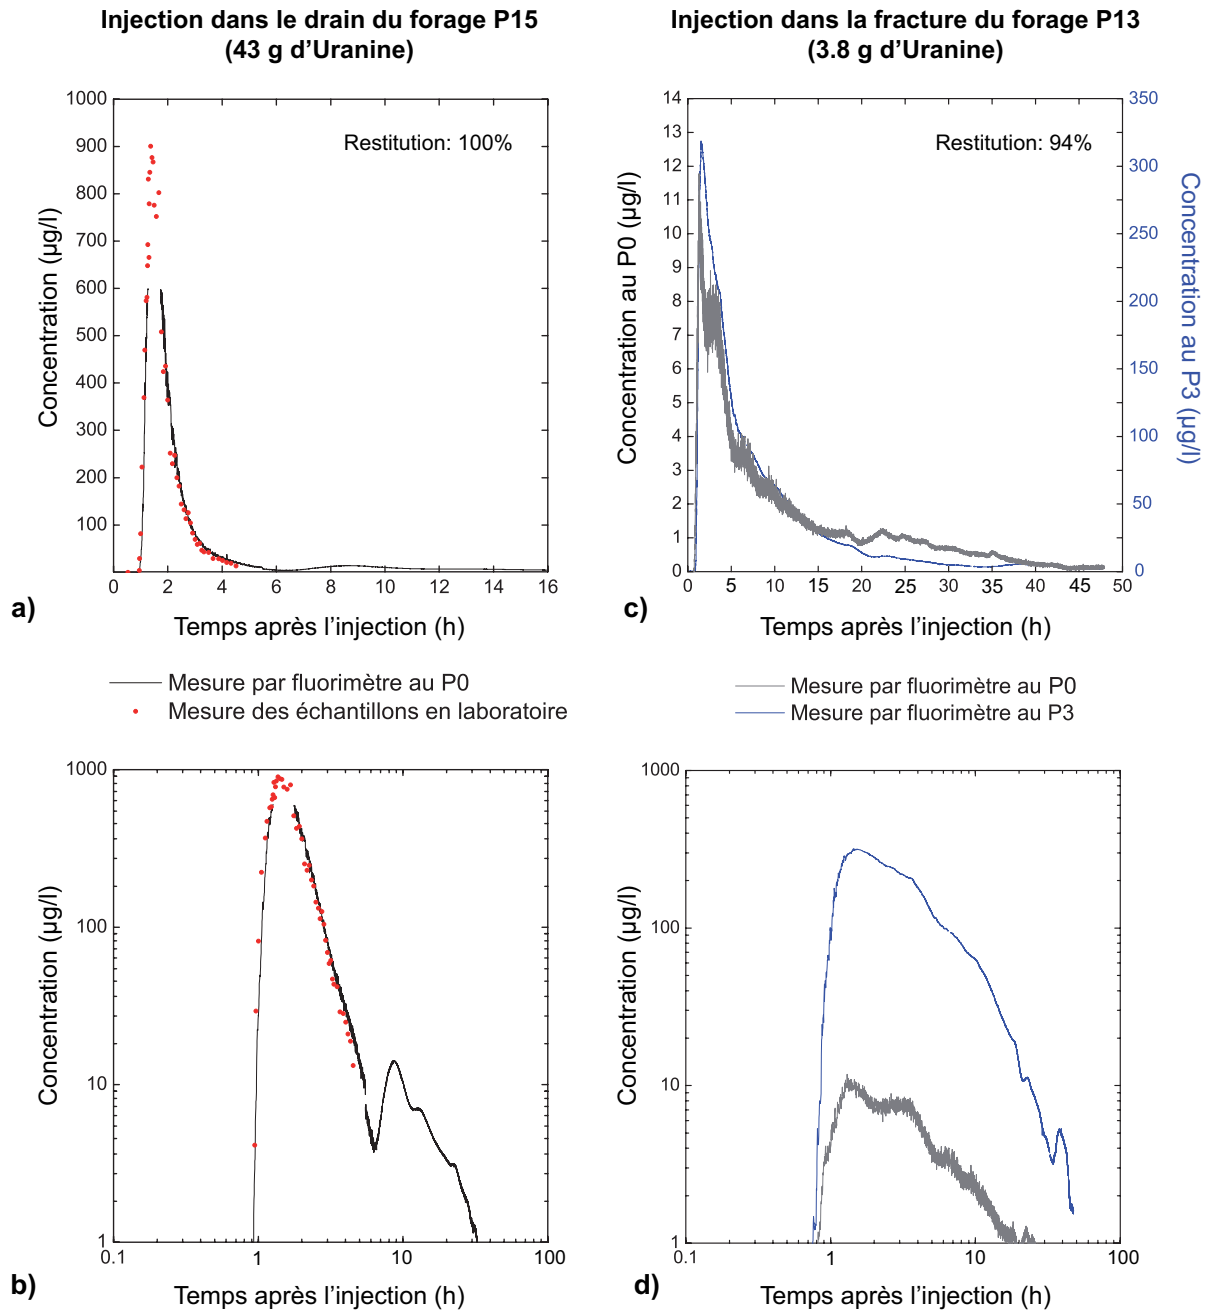 Injection dans le drain du forage P15
(43 g d'Uranine)
Injection dans la fracture du forage P13
(3.8 g d'Uranine)
1000
900
800
700
600
500
400
300
200
100
Concentration (µg/l)
Restitution: 100%
0 2 4 6 8 10 12 14 16
Temps après l'injection (h)
a)
14
13
12
11
10
9
8
7
6
5
4
3
2
1
0
Concentration au P0 (µg/l)
Restitution: 94%
350
300
250
200
150
100
50
0
Concentration au P3 (µg/l)
0 5 10 15 20 25 30 35 40 45 50
Temps après l'injection (h)
c)
Mesure par fluorimètre au P0
Mesure des échantillons en laboratoire
Mesure par fluorimètre au P0
Mesure par fluorimètre au P3
1000
100
10
1
Concentration (µg/l)
0.1 1 10 100
Temps après l'injection (h)
b)
1000
100
10
1
Concentration (µg/l)
0.1 1 10 100
Temps après l'injection (h)
d)